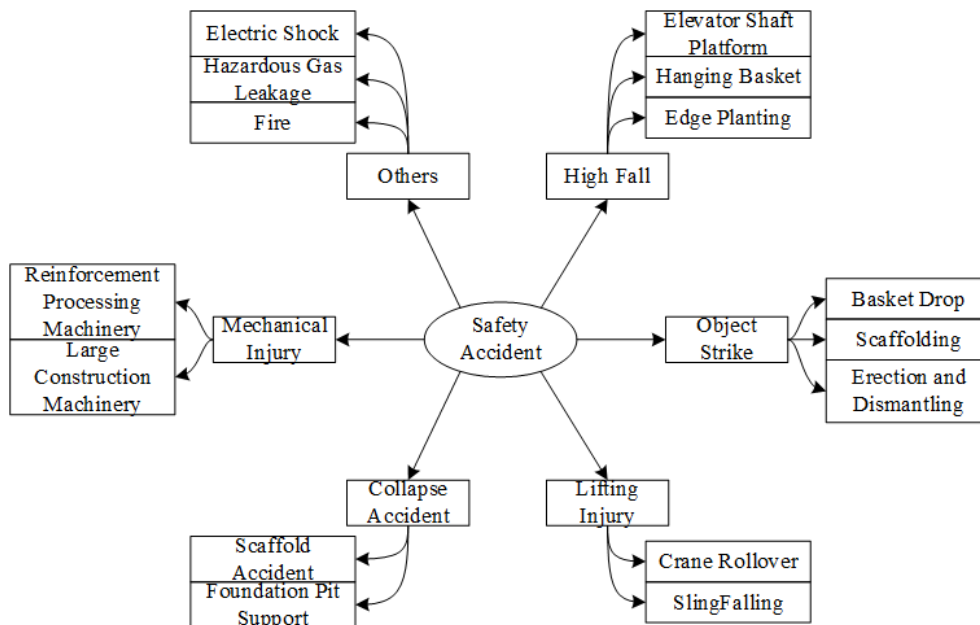 Electric Shock
Hazardous Gas
Leakage
Fire
Others
Elevator Shaft
Platform
Hanging Basket
Edge Planting
High Fall
Reinforcement
Processing
Machinery
Large
Construction
Machinery
Mechanical
Injury
Safety
Accident
Object
Strike
Basket Drop
Scaffolding
Erection and
Dismantling
Collapse
Accident
Scaffold
Accident
Foundation Pit
Support
Lifting
Injury
Crane Rollover
SlingFalling